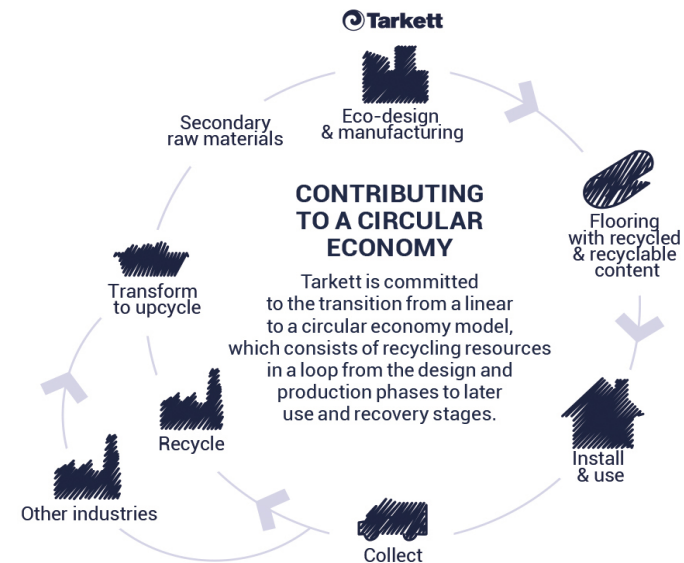 Tarkett
Eco-design
& manufacturing
Secondary
raw materials
Flooring
with recycled
& recyclable
content
CONTRIBUTING
TO A CIRCULAR
ECONOMY
Tarkett is committed
to the transition from a linear
to a circular economy model,
which consists of recycling resources
in a loop from the design and
production phases to later
use and recovery stages.
Transform
to upcycle
Recycle
Install
& use
Other industries
Collect